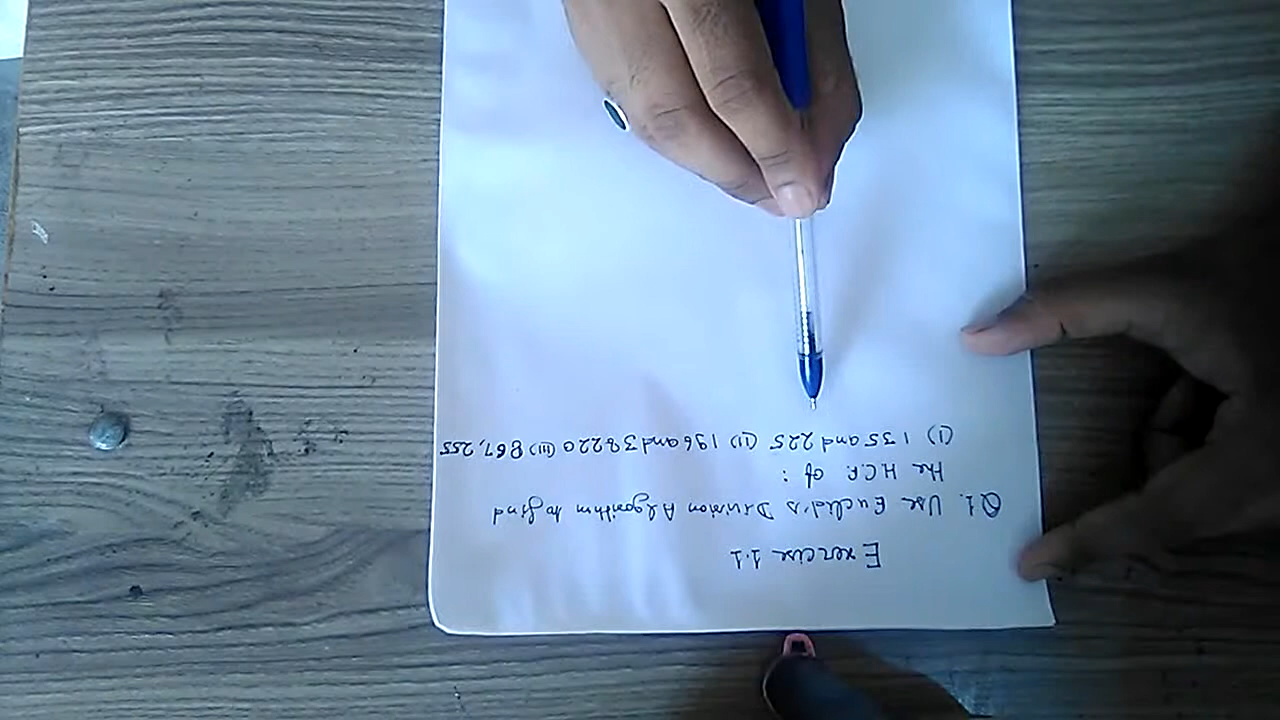 Exercise 1.1
Q1. Use Euclid's Division Algorithm to find
the H.C.F. of :
(i) 135 and 225 (ii) 196 and 38220 (iii) 867, 255